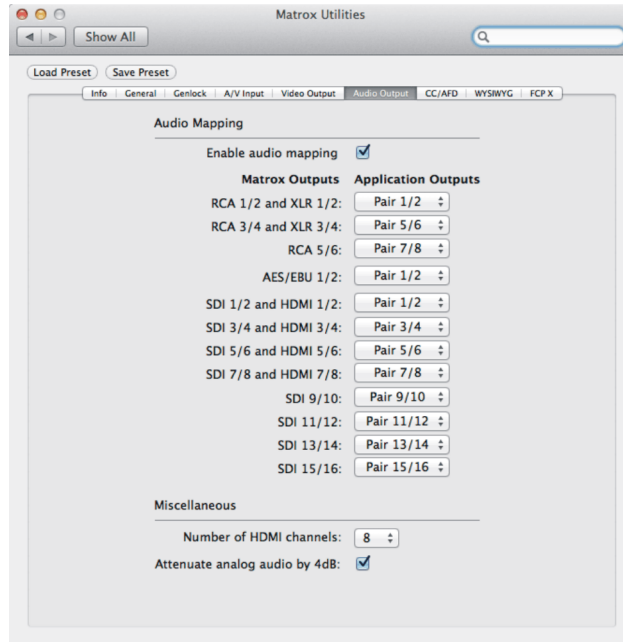 Matrox Utilities
Show All
Load Preset Save Preset
Info General Genlock A/V Input Video Output Audio Output CC/AFD WYSIWYG FCP X
Audio Mapping
Enable audio mapping
Matrox Outputs Application Outputs
RCA 1/2 and XLR 1/2: Pair 1/2
RCA 3/4 and XLR 3/4: Pair 5/6
RCA 5/6: Pair 7/8
AES/EBU 1/2: Pair 1/2
SDI 1/2 and HDMI 1/2: Pair 1/2
SDI 3/4 and HDMI 3/4: Pair 3/4
SDI 5/6 and HDMI 5/6: Pair 5/6
SDI 7/8 and HDMI 7/8: Pair 7/8
SDI 9/10: Pair 9/10
SDI 11/12: Pair 11/12
SDI 13/14: Pair 13/14
SDI 15/16: Pair 15/16
Miscellaneous
Number of HDMI channels: 8
Attenuate analog audio by 4dB: